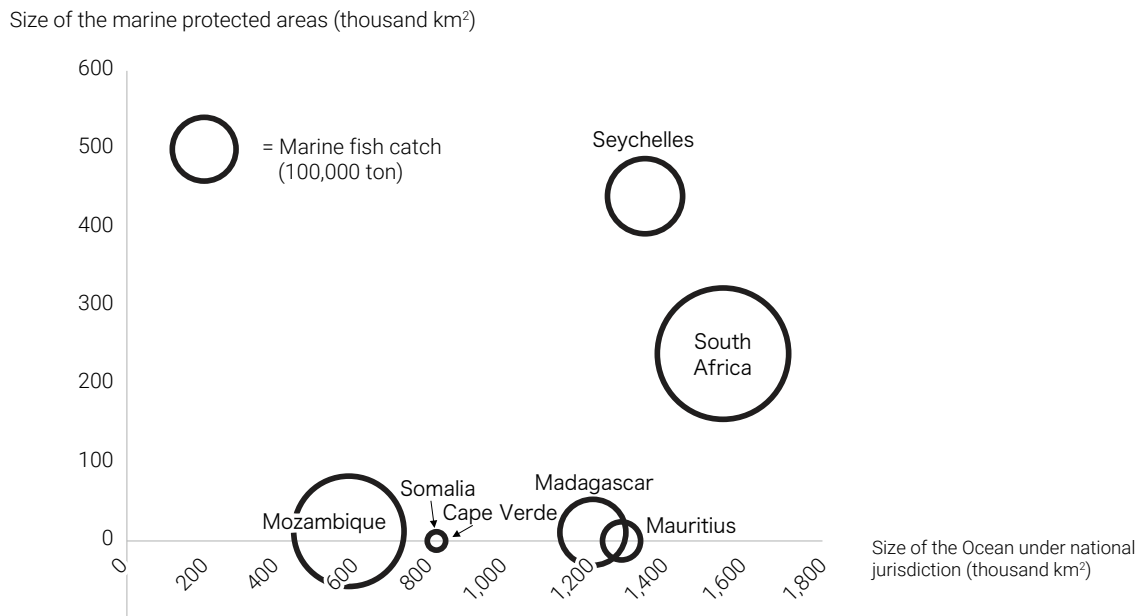 Size of the marine protected areas (thousand km²)
600
500
400
300
200
100
0
= Marine fish catch
(100,000 ton)
Seychelles
South
Africa
Mozambique
Somalia
Cape Verde
Madagascar
Mauritius
0
200
400
600
800
1,000
1,200
1,400
1,600
1,800
Size of the Ocean under national
jurisdiction (thousand km²)